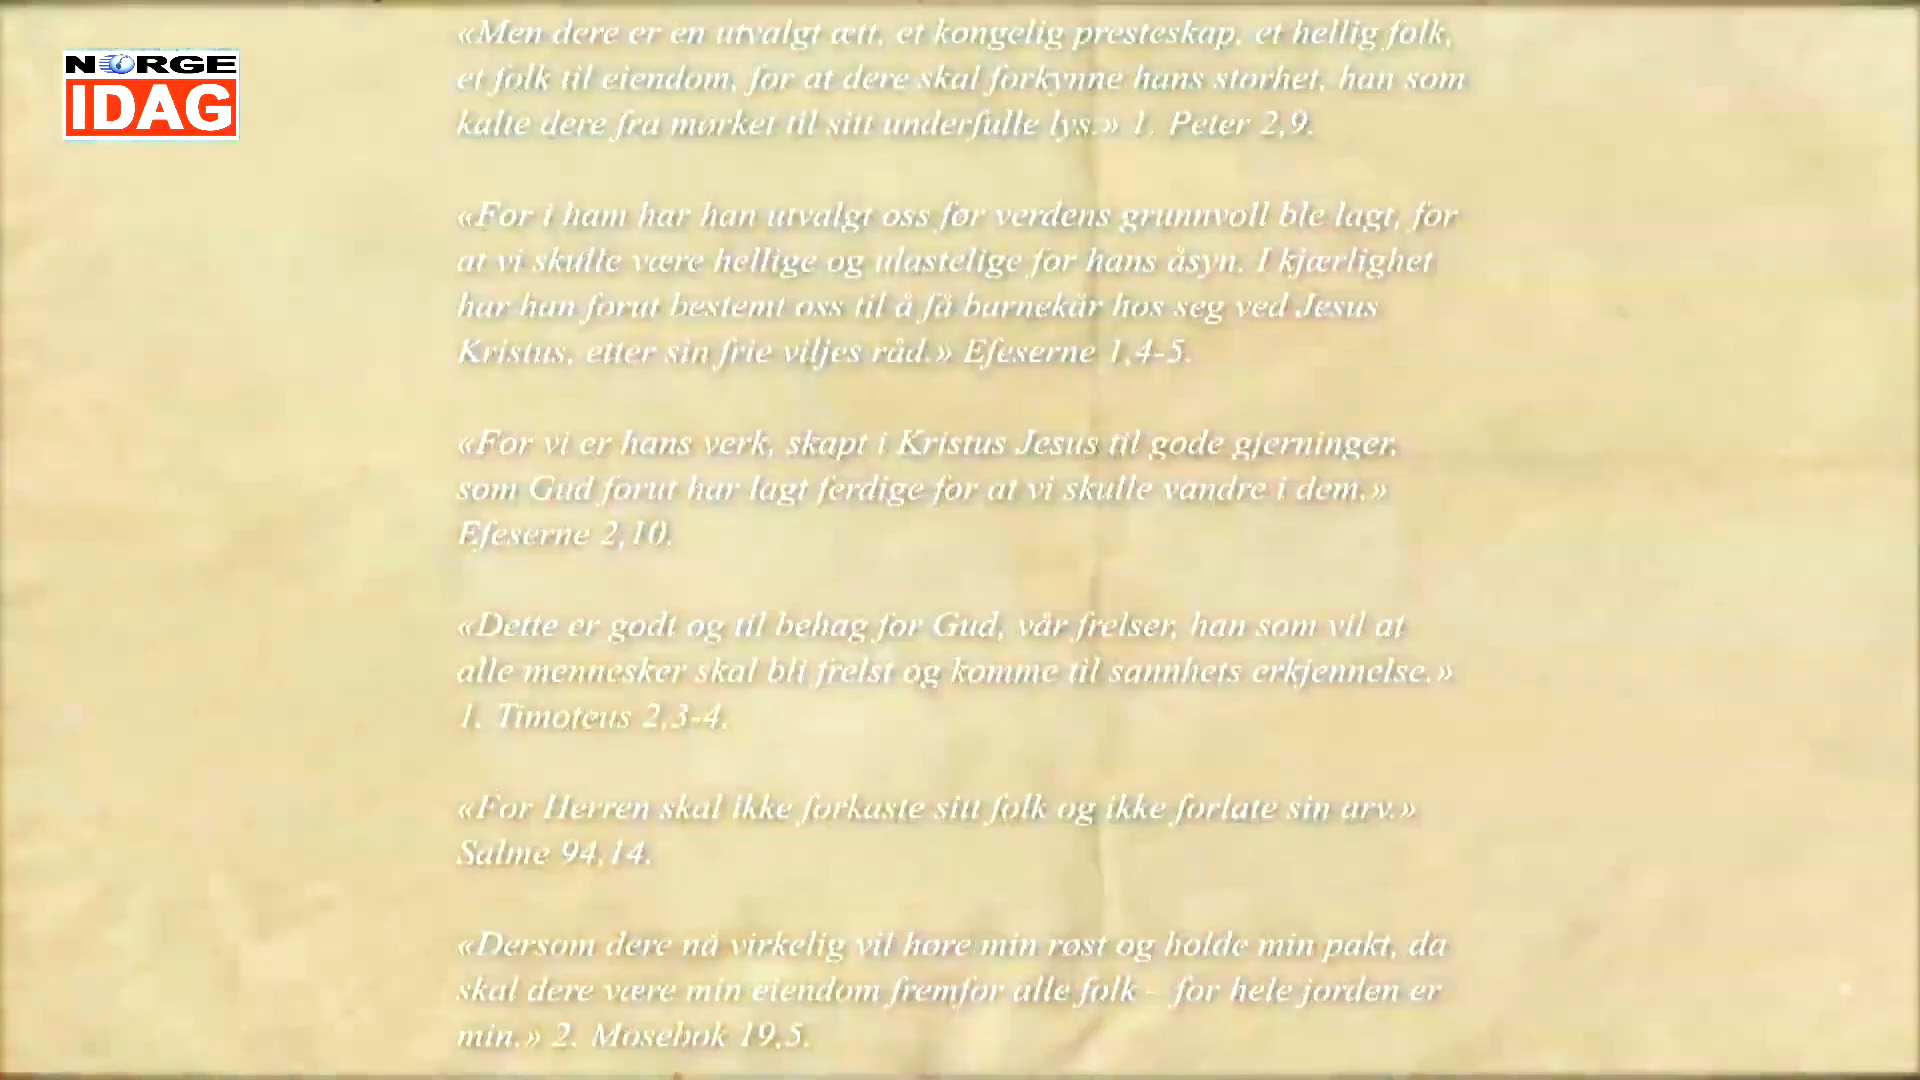 NORGE
IDAG
«Men dere er en utvalgt ætt, et kongelig presteskap, et hellig folk,
et folk til eiendom, for at dere skal forkynne hans storhet, han som
kalte dere fra mørket til sitt underfulle lys.» 1. Peter 2,9.
«For i ham har han utvalgt oss før verdens grunnvoll ble lagt, for
at vi skulle være hellige og ulastelige for hans åsyn. I kjærlighet
har han forut bestemt oss til å få barnekår hos seg ved Jesus
Kristus, etter sin frie viljes råd.» Efeserne 1,4-5.
«For vi er hans verk, skapt i Kristus Jesus til gode gjerninger,
som Gud forut har lagt ferdige for at vi skulle vandre i dem.»
Efeserne 2,10.
«Dette er godt og til behag for Gud, vår frelser, han som vil at
alle mennesker skal bli frelst og komme til sannhets erkjennelse.»
1. Timoteus 2,3-4.
«For Herren skal ikke forkaste sitt folk og ikke forlate sin arv.»
Salme 94,14.
«Dersom dere nå virkelig vil høre min røst og holde min pakt, da
skal dere være min eiendom fremfor alle folk – for hele jorden er
min.» 2. Mosebok 19,5.